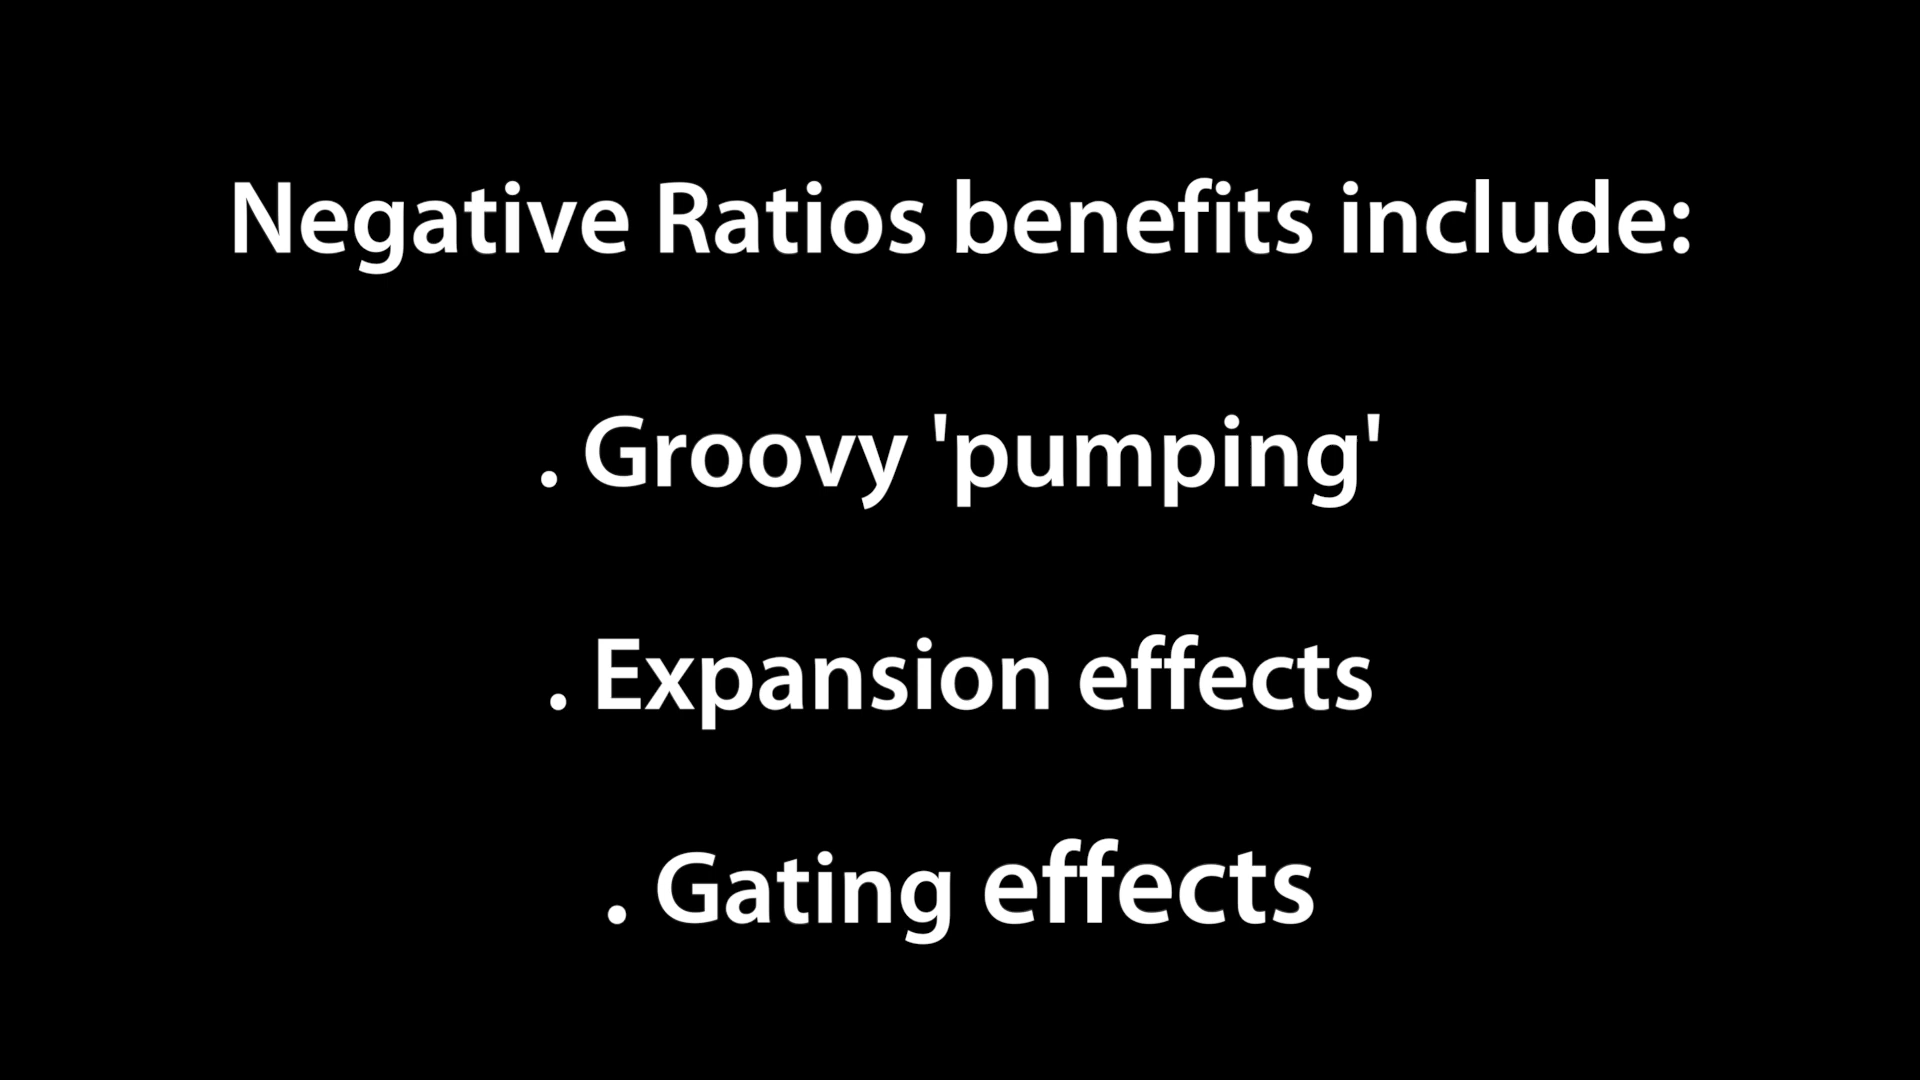 Negative Ratios benefits include:
. Groovy 'pumping'
. Expansion effects
. Gating effects